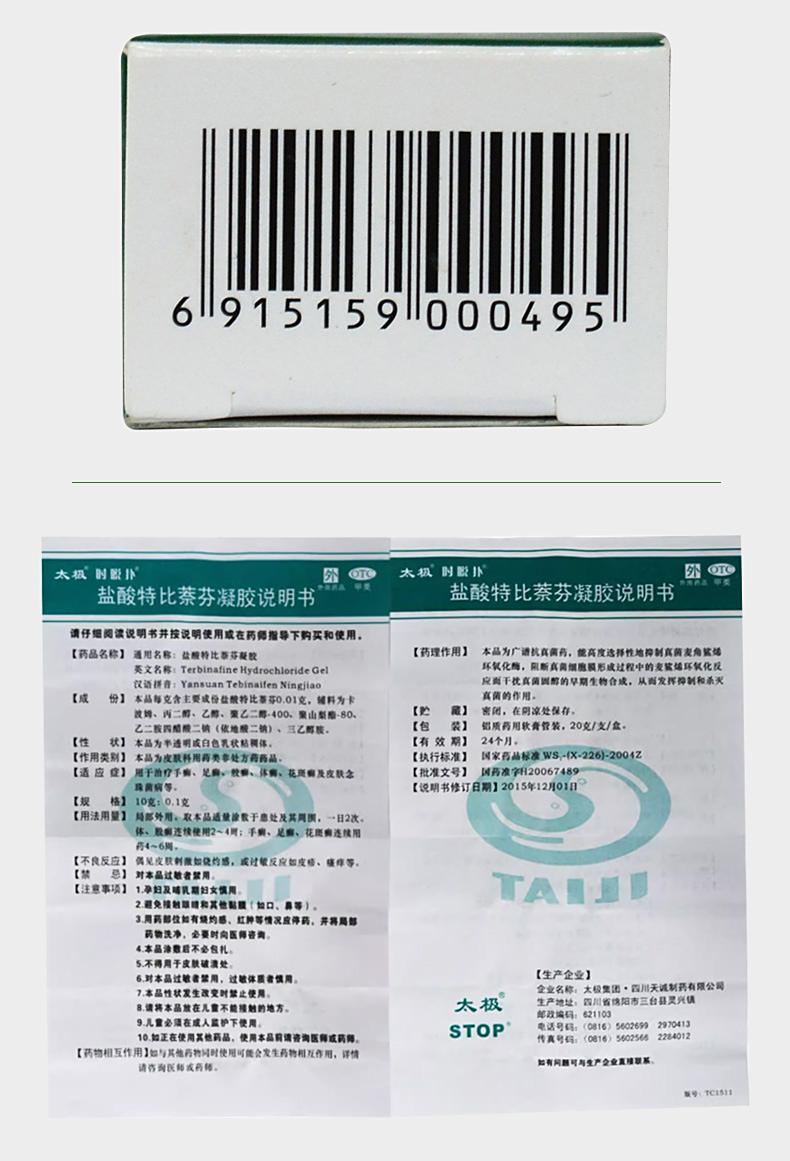 6 915159 000495
太极® 时脱扑®
外 OTC
外用药品 甲类
盐酸特比萘芬凝胶说明书
请仔细阅读说明书并按说明使用或在药师指导下购买和使用。
【药品名称】 通用名称：盐酸特比萘芬凝胶
英文名称：Terbinafine Hydrochloride Gel
汉语拼音：Yansuan Tebinaifen Ningjiao
【成 份】 本品每克含主要成份盐酸特比萘芬0.01克，辅料为卡
波姆、丙二醇、乙醇、聚乙二醇-400、聚山梨酯-80、
乙二胺四醋酸二钠（依地酸二钠）、三乙醇胺。
【性 状】 本品为半透明或白色乳状粘稠体。
【作用类别】 本品为皮肤科用药类非处方药药品。
【适 应 症】 用于治疗手癣、足癣、股癣、体癣、花斑癣及皮肤念
珠菌病等。
【规 格】 10克：0.1克
【用法用量】 局部外用。取本品适量涂敷于患处及其周围，一日2次。
体、股癣连续使用2～4周；手癣、足癣、花斑癣连续用
药4～6周。
【不良反应】 偶见皮肤刺激如烧灼感，或过敏反应如皮疹、瘙痒等。
【禁 忌】 对本品过敏者禁用。
【注意事项】 1.孕妇及哺乳期妇女慎用。
2.避免接触眼睛和其他黏膜（如口、鼻等）。
3.用药部位如有烧灼感、红肿等情况应停药，并将局部
药物洗净，必要时向医师咨询。
4.本品涂敷后不必包扎。
5.不得用于皮肤破溃处。
6.对本品过敏者禁用，过敏体质者慎用。
7.本品性状发生改变时禁止使用。
8.请将本品放在儿童不能接触的地方。
9.儿童必须在成人监护下使用。
10.如正在使用其他药品，使用本品前请咨询医师或药师。
【药物相互作用】如与其他药物同时使用可能会发生药物相互作用，详情
请咨询医师或药师。
太极® 时脱扑®
外 OTC
外用药品 甲类
盐酸特比萘芬凝胶说明书
【药理作用】 本品为广谱抗真菌药，能高度选择性地抑制真菌麦角鲨烯
环氧化酶，阻断真菌细胞膜形成过程中的麦鲨烯环氧化反
应而干扰真菌固醇的早期生物合成，从而发挥抑制和杀灭
真菌的作用。
【贮 藏】 密闭，在阴凉处保存。
【包 装】 铝质药用软膏管装，20克/支/盒。
【有 效 期】 24个月。
【执行标准】 国家药品标准 WS₁-(X-226)-2004Z
【批准文号】 国药准字H20067489
【说明书修订日期】2015年12月01日
TAIJI
【生产企业】
企业名称：太极集团·四川天诚制药有限公司
生产地址：四川省绵阳市三台县灵兴镇
邮政编码：621103
电话号码：（0816）5602699 2970413
传真号码：（0816）5602566 2284012
如有问题可与生产企业直接联系。
太极®
STOP®
版号：TC1511